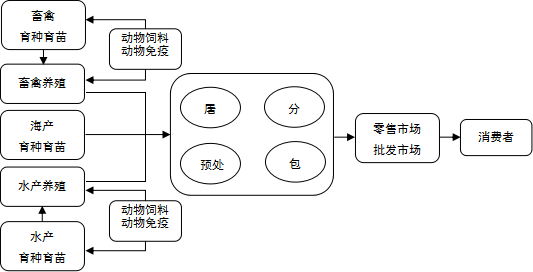 畜禽
育种育苗
动物饲料
动物免疫
畜禽养殖
海产
育种育苗
水产养殖
动物饲料
动物免疫
水产
育种育苗
屠
分
预处
包
零售市场
批发市场
消费者